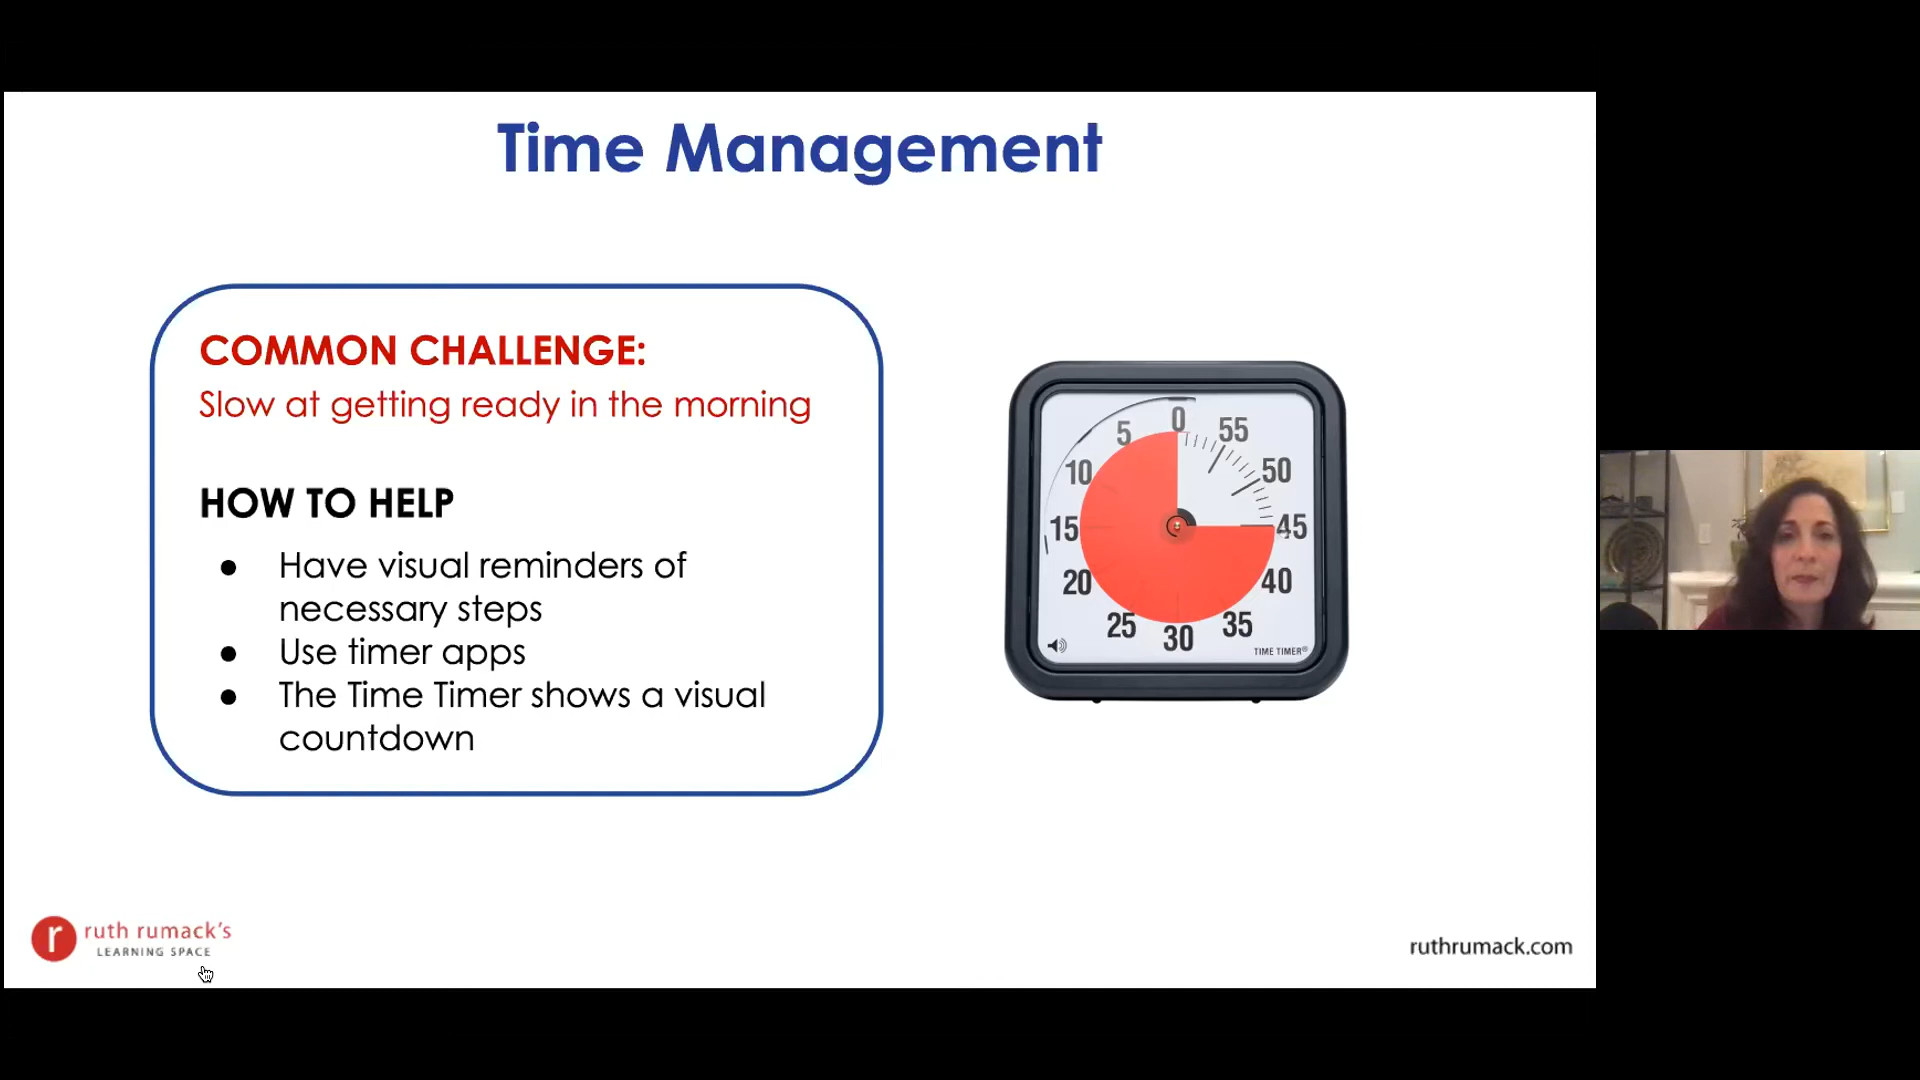 Time Management
COMMON CHALLENGE:
Slow at getting ready in the morning
HOW TO HELP
● Have visual reminders of
necessary steps
● Use timer apps
● The Time Timer shows a visual
countdown
0
5
55
10
50
15
45
20
40
25
35
30
TIME TIMER®
r
ruth rumack's
LEARNING SPACE
ruthrumack.com